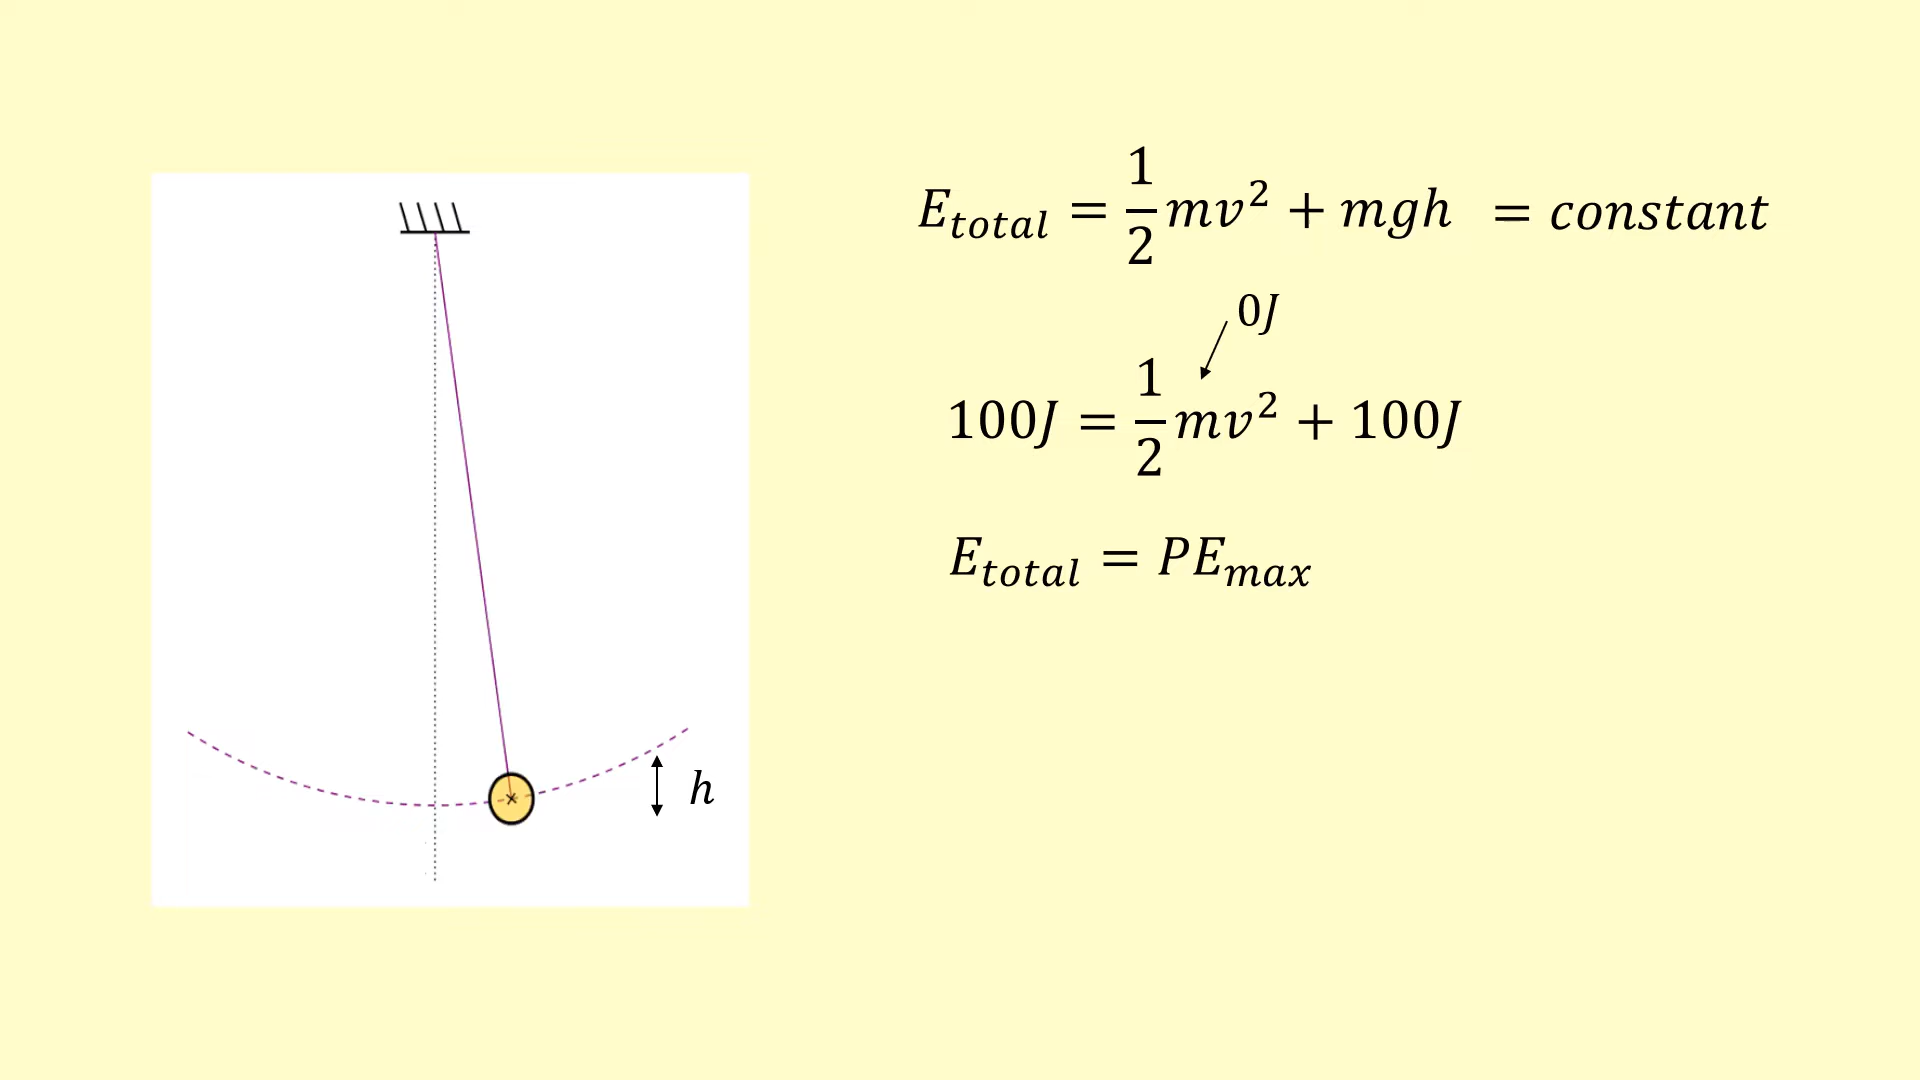 E_total = 1/2 mv² + mgh = constant
0J
100J = 1/2 mv² + 100J
E_total = PE_max
h